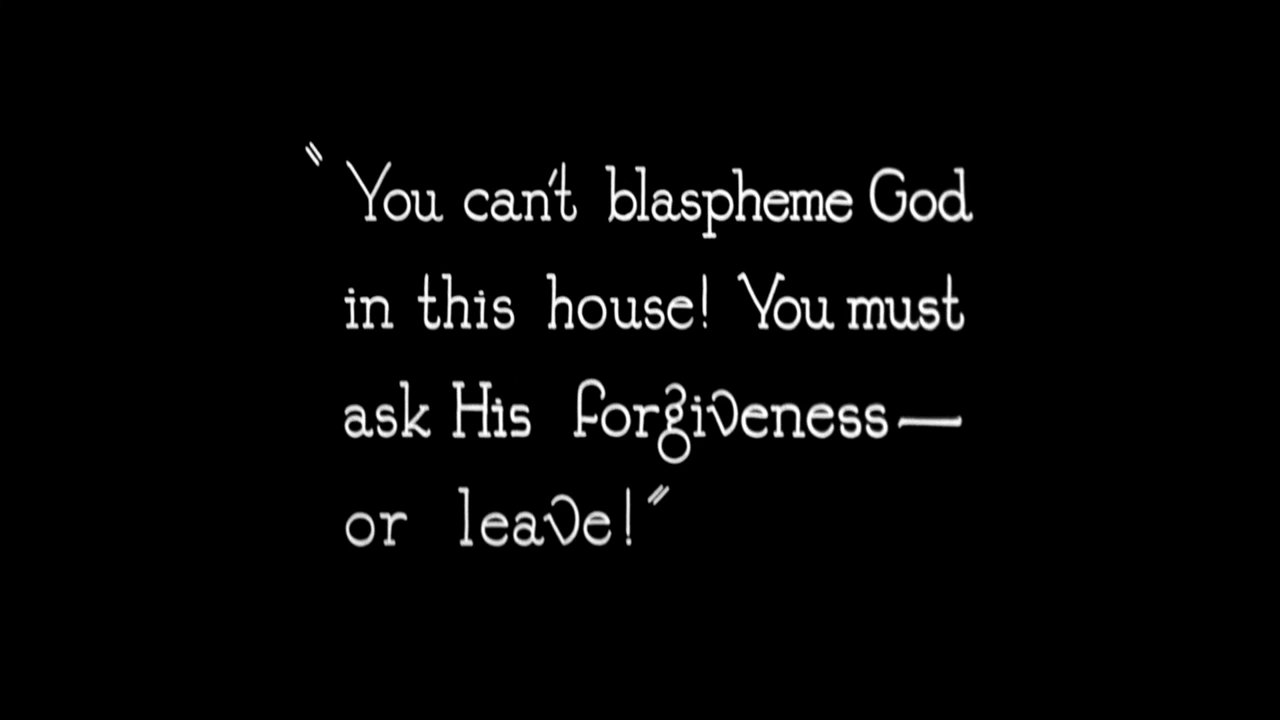 "You can't blaspheme God
in this house! You must
ask His forgiveness—
or leave!"